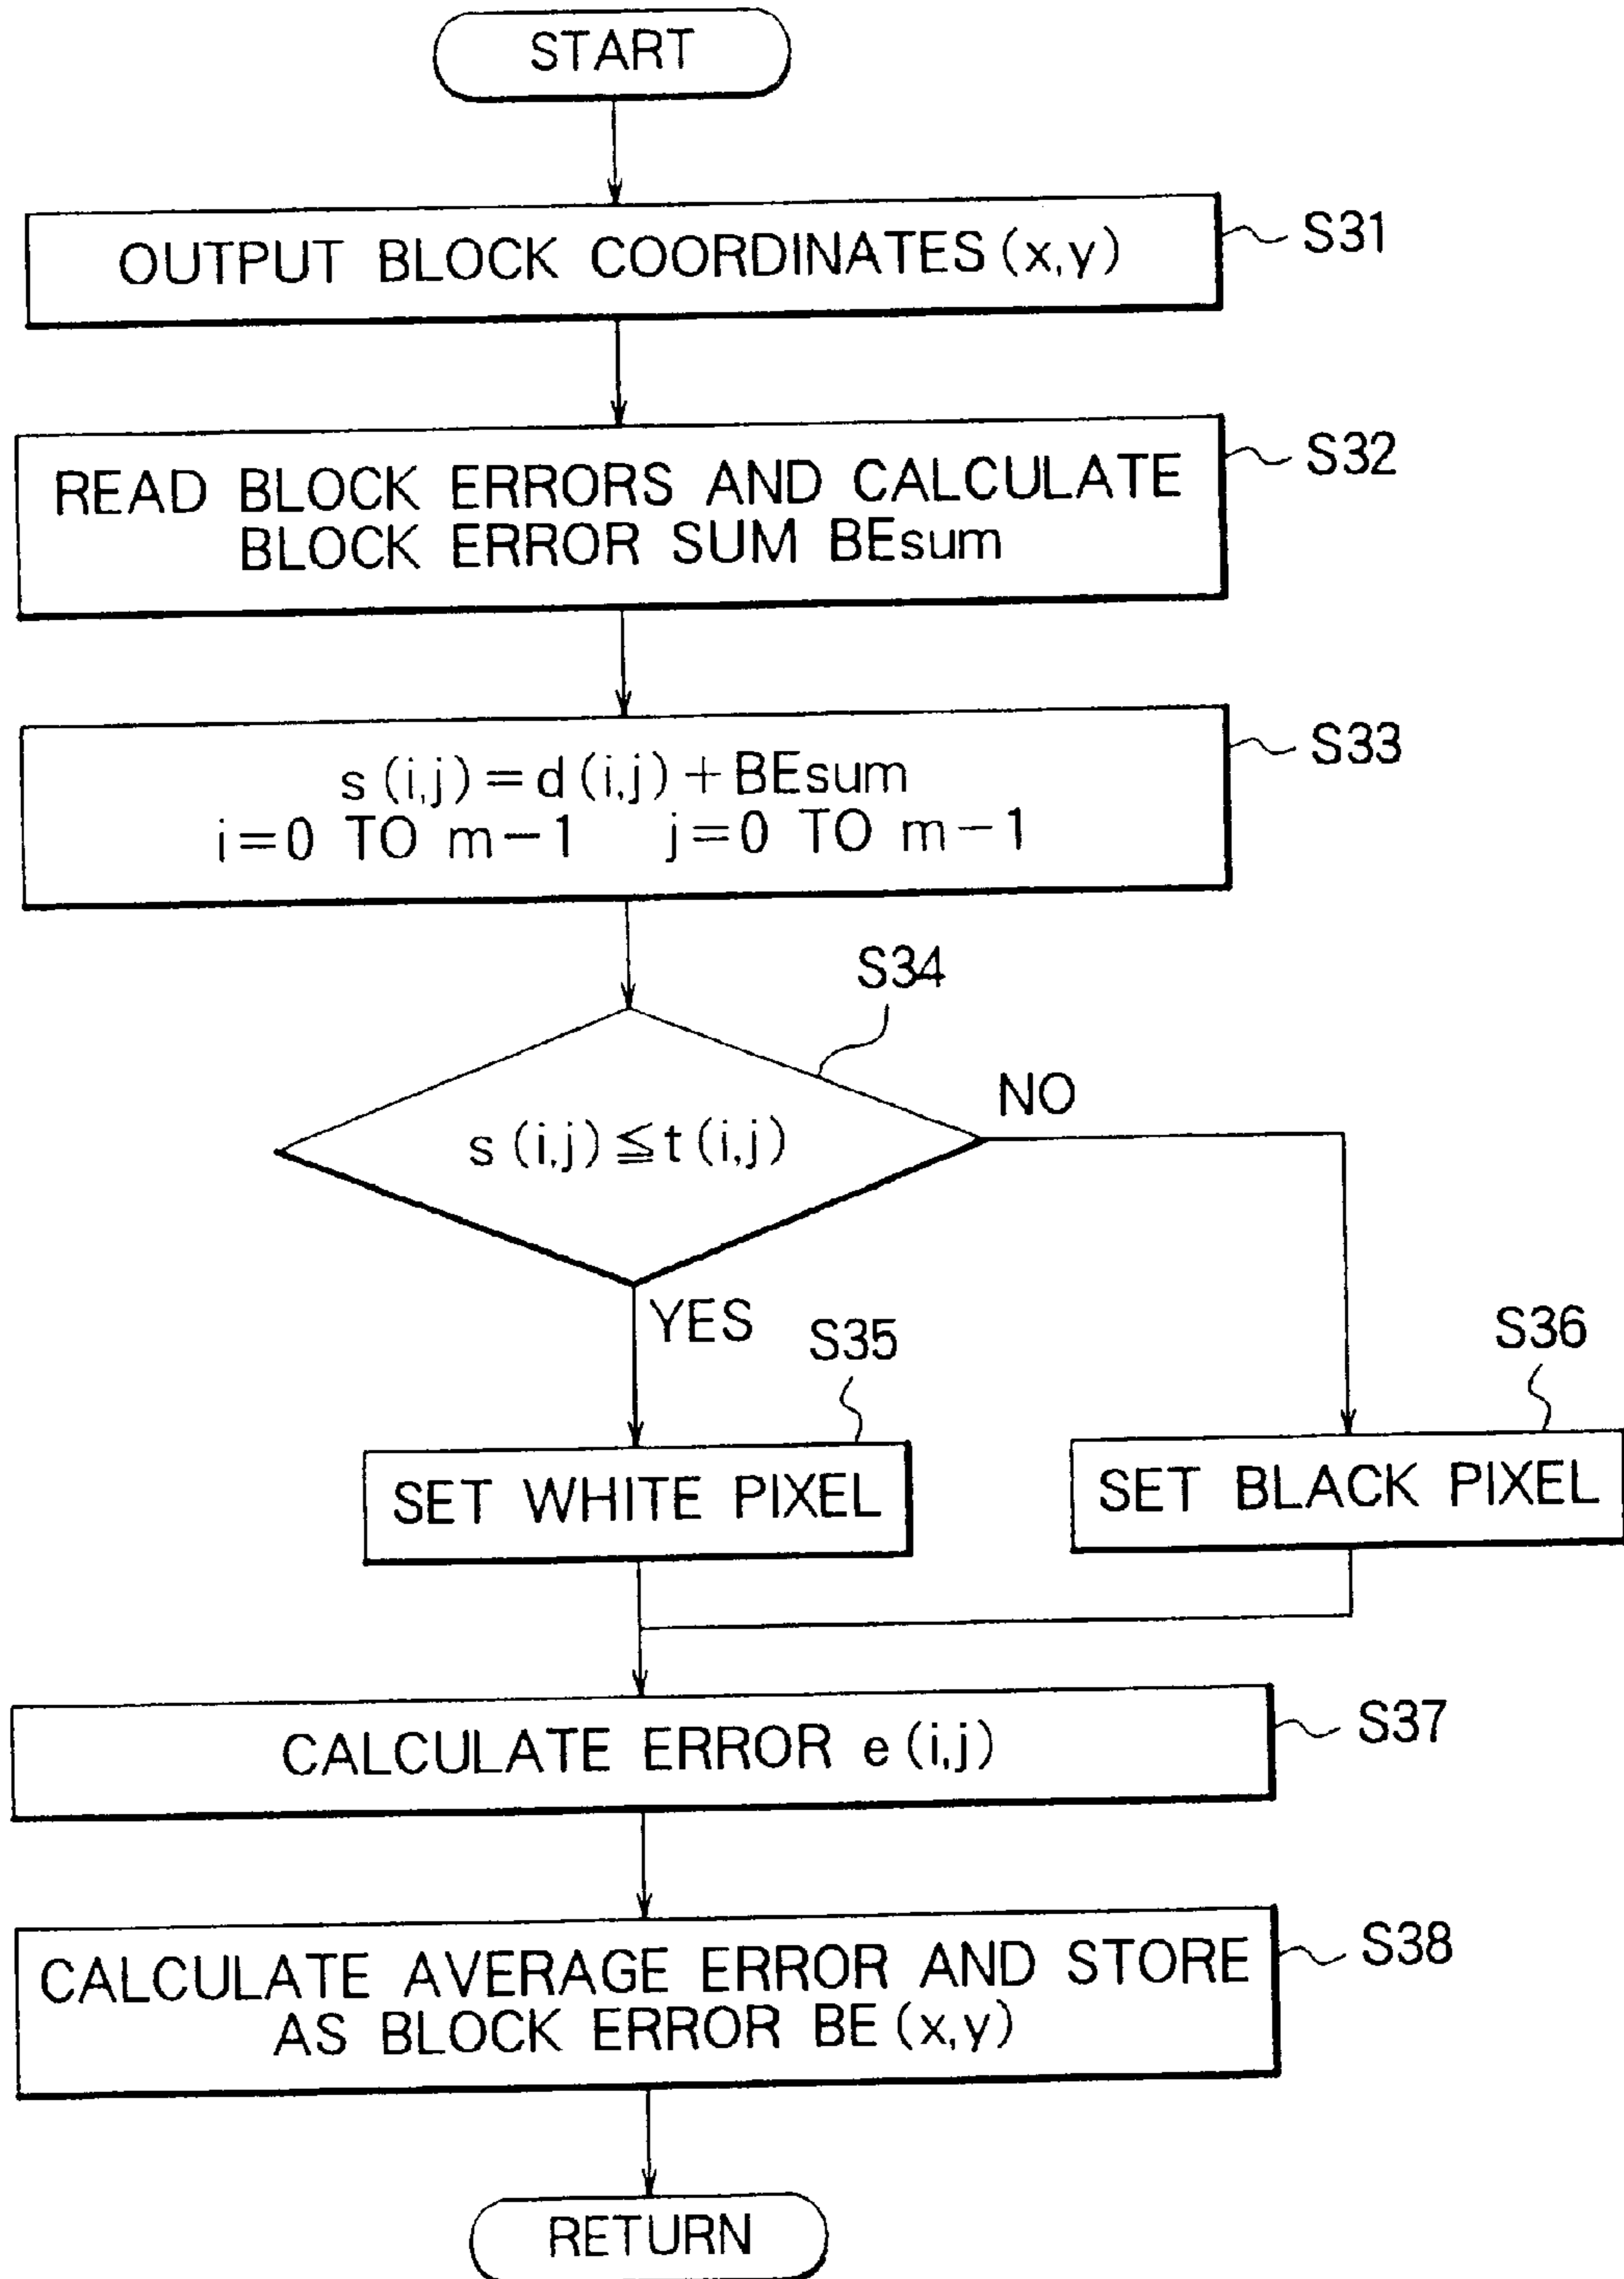 START
OUTPUT BLOCK COORDINATES (x,y)
S31
READ BLOCK ERRORS AND CALCULATE
BLOCK ERROR SUM BEsum
S32
s (i,j) = d (i,j) + BEsum
i=0 TO m-1 j=0 TO m-1
S33
S34
s (i,j) ≦ t (i,j)
NO
YES
S35
S36
SET WHITE PIXEL
SET BLACK PIXEL
CALCULATE ERROR e (i,j)
S37
CALCULATE AVERAGE ERROR AND STORE
AS BLOCK ERROR BE (x,y)
S38
RETURN